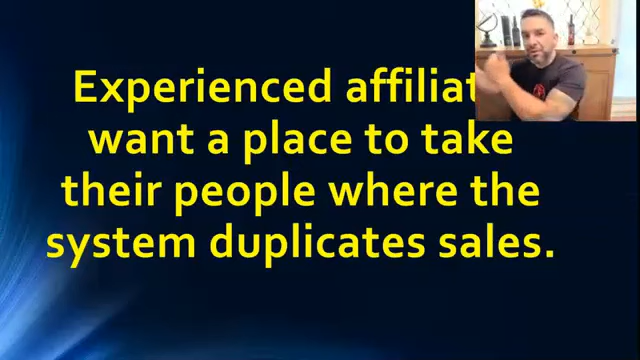 Experienced affiliat
want a place to take
their people where the
system duplicates sales.